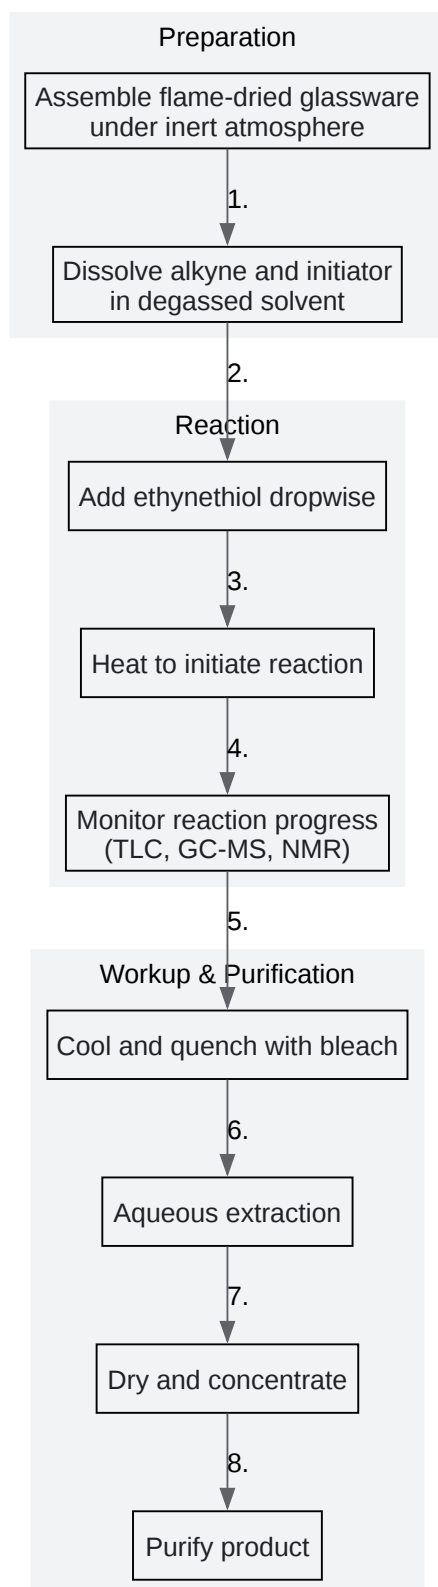 Preparation
Assemble flame-dried glassware
under inert atmosphere
1.
Dissolve alkyne and initiator
in degassed solvent
2.
Reaction
Add ethynethiol dropwise
3.
Heat to initiate reaction
4.
Monitor reaction progress
(TLC, GC-MS, NMR)
5.
Workup & Purification
Cool and quench with bleach
6.
Aqueous extraction
7.
Dry and concentrate
8.
Purify product